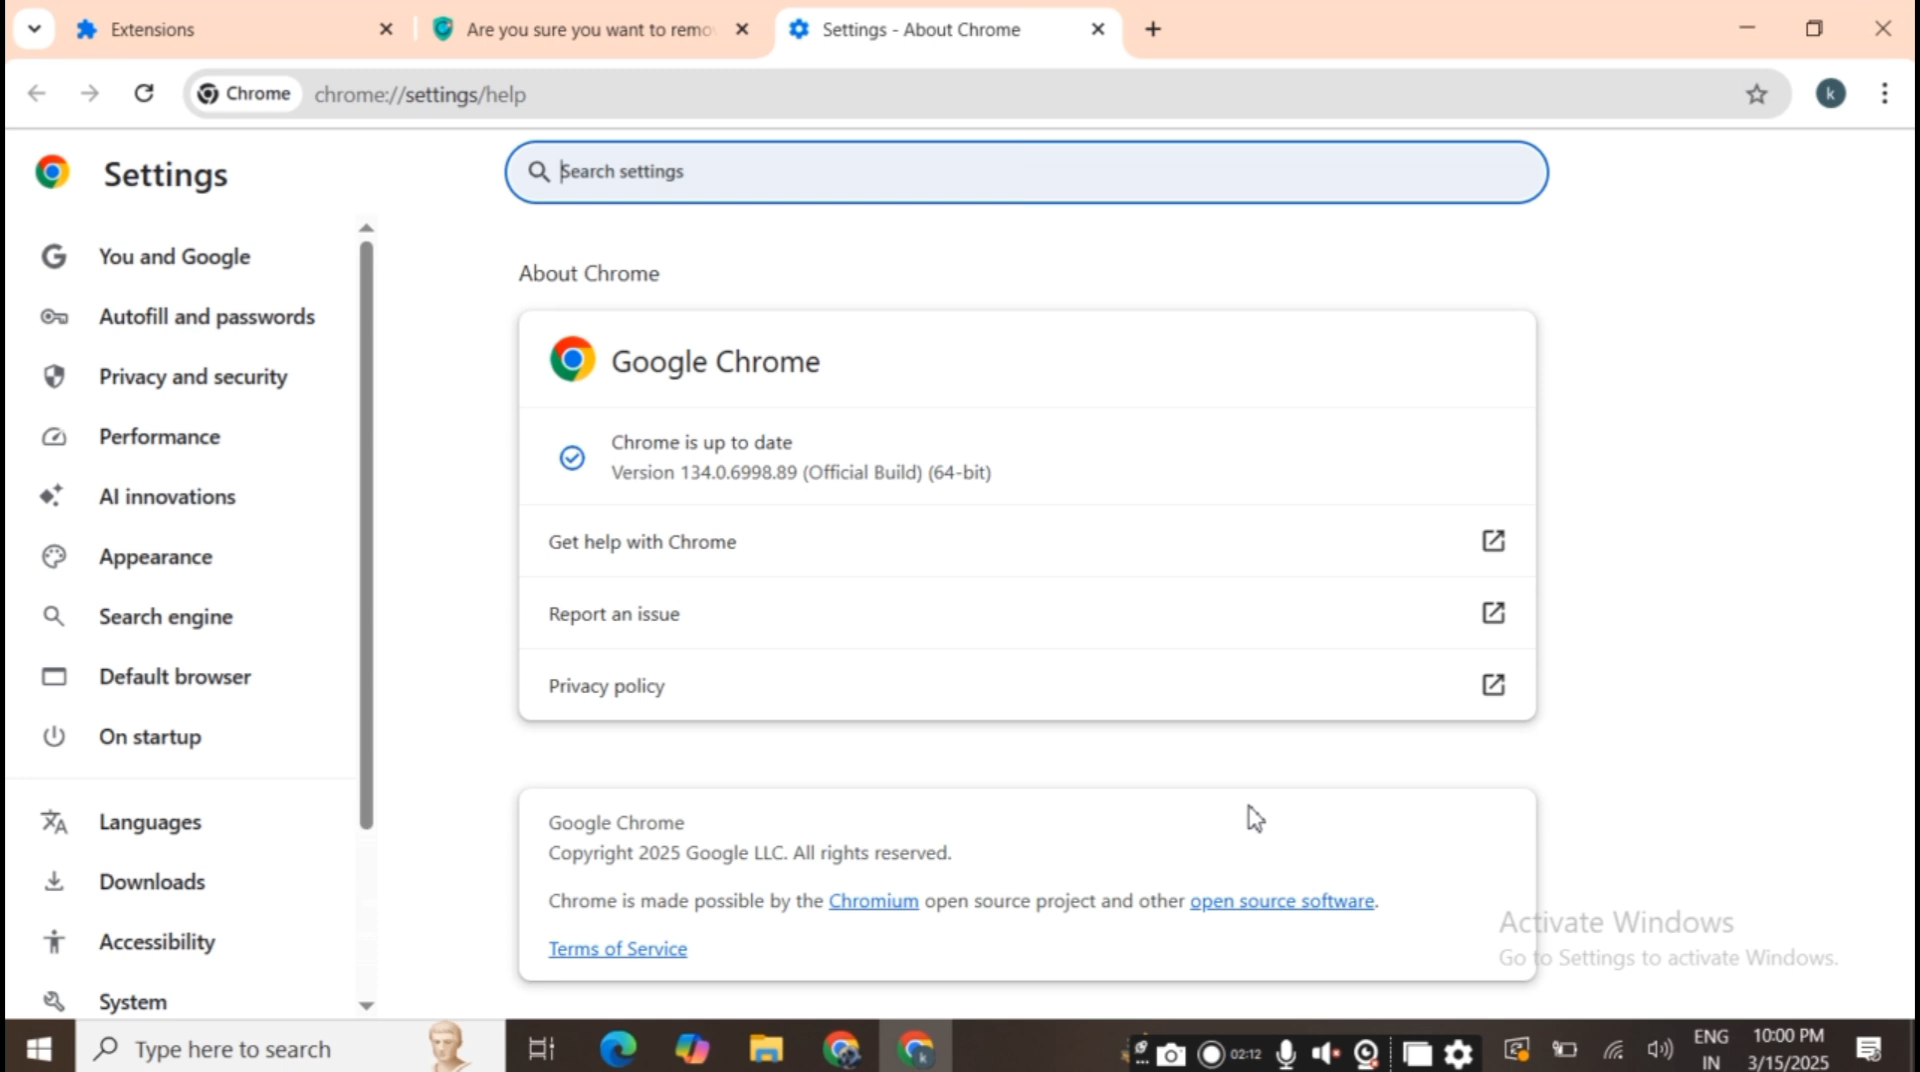 Extensions
Are you sure you want to remo
Settings - About Chrome
Chrome
chrome://settings/help
k
Settings
Search settings
You and Google
Autofill and passwords
Privacy and security
Performance
AI innovations
Appearance
Search engine
Default browser
On startup
Languages
Downloads
Accessibility
System
About Chrome
Google Chrome
Chrome is up to date
Version 134.0.6998.89 (Official Build) (64-bit)
Get help with Chrome
Report an issue
Privacy policy
Google Chrome
Copyright 2025 Google LLC. All rights reserved.
Chrome is made possible by the Chromium open source project and other open source software.
Terms of Service
Activate Windows
Go to Settings to activate Windows.
Type here to search
02:12
ENG
IN
10:00 PM
3/15/2025